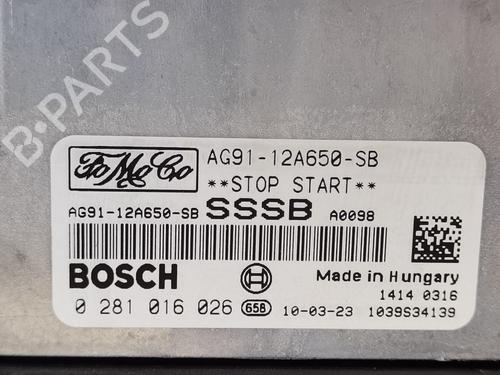 B-PARTS
FoMoCo
AG91-12A650-SB
**STOP START**
AG91-12A650-SB SSSB A0098
BOSCH
Made in Hungary
0 281 016 026 65B 10-03-23
1414 0316
1039S34139